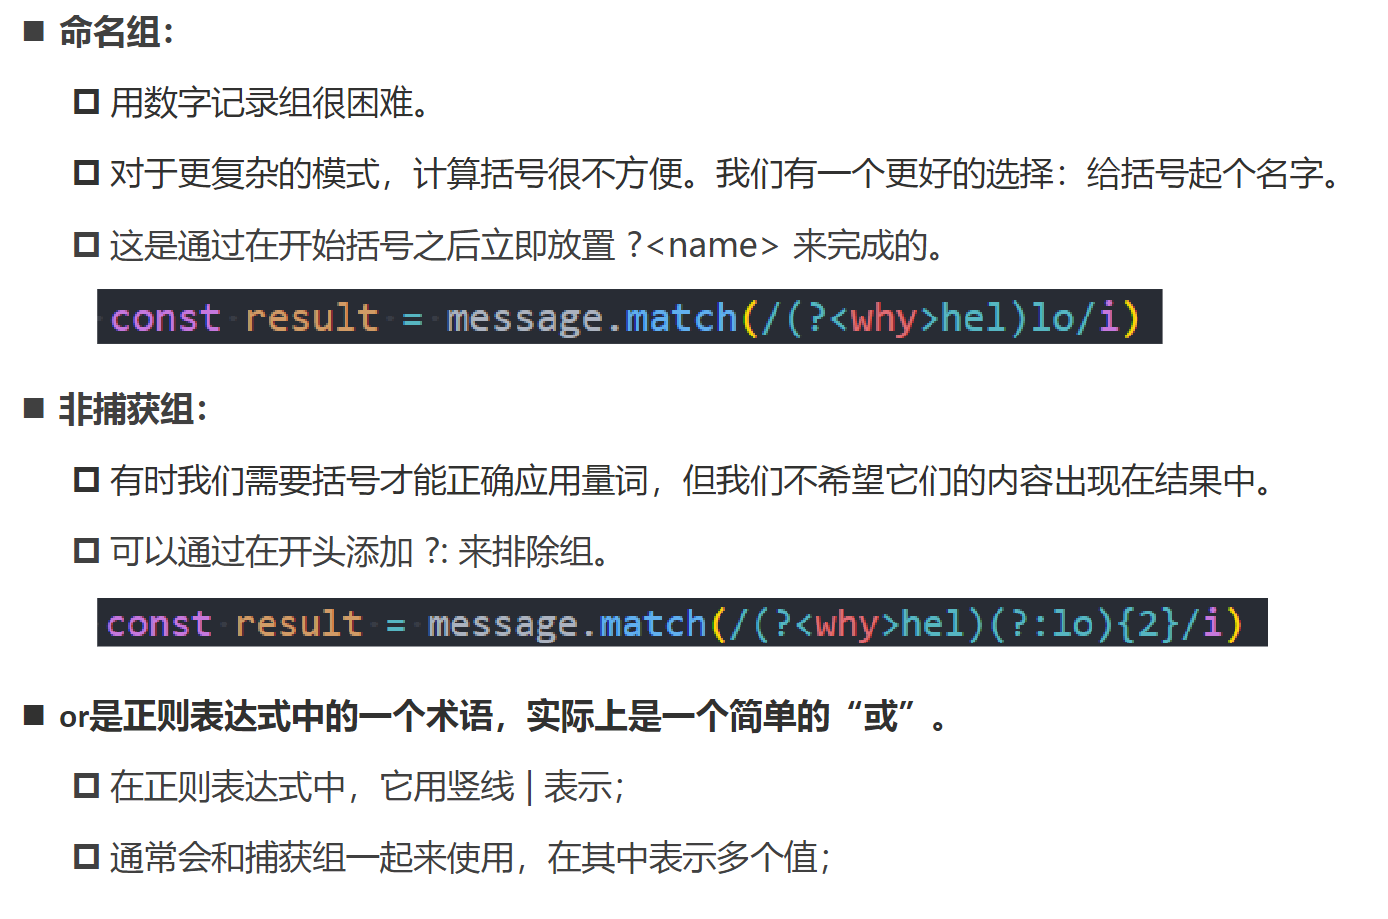 命名组：
用数字记录组很困难。
对于更复杂的模式，计算括号很不方便。我们有一个更好的选择：给括号起个名字。
这是通过在开始括号之后立即放置 ?<name> 来完成的。
const result = message.match(/(?<why>hel)lo/i)
非捕获组：
有时我们需要括号才能正确应用量词，但我们不希望它们的内容出现在结果中。
可以通过在开头添加 ?: 来排除组。
const result = message.match(/(?<why>hel)(?:lo){2}/i)
or是正则表达式中的一个术语，实际上是一个简单的“或”。
在正则表达式中，它用竖线 | 表示；
通常会和捕获组一起来使用，在其中表示多个值；